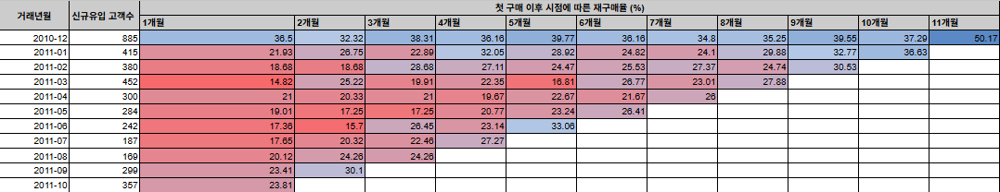 거래년월 신규유입 고객수 첫 구매 이후 시점에 따른 재구매율 (%)
1개월 2개월 3개월 4개월 5개월 6개월 7개월 8개월 9개월 10개월 11개월
2010-12 885 36.5 32.32 38.31 36.16 39.77 36.16 34.8 35.25 39.55 37.29 50.17
2011-01 415 21.93 26.75 22.89 32.05 28.92 24.82 24.1 29.88 32.77 36.63
2011-02 380 18.68 18.68 28.68 27.11 24.47 25.53 27.37 24.74 30.53
2011-03 452 14.82 25.22 19.91 22.35 16.81 26.77 23.01 27.88
2011-04 300 21 20.33 21 19.67 22.67 21.67 26
2011-05 284 19.01 17.25 17.25 20.77 23.24 26.41
2011-06 242 17.36 15.7 26.45 23.14 33.06
2011-07 187 17.65 20.32 22.46 27.27
2011-08 169 20.12 24.26 24.26
2011-09 299 23.41 30.1
2011-10 357 23.81